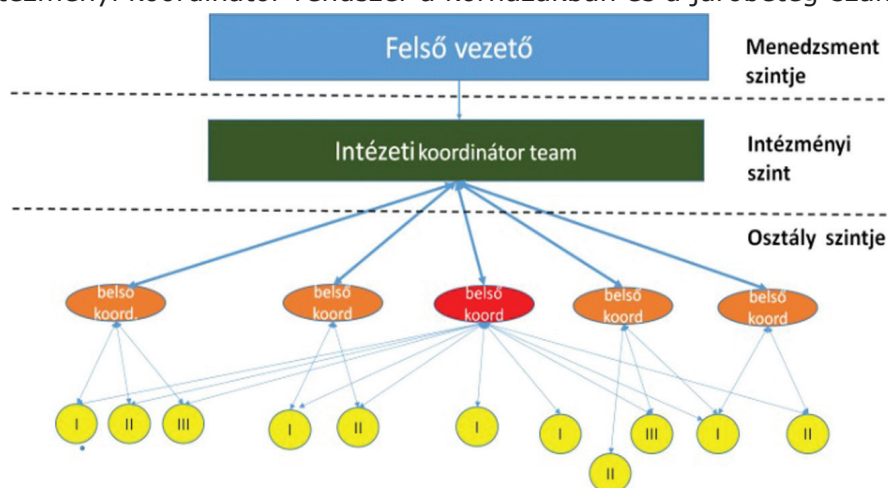 Felső vezető
Menedzsment
szintje
Intézeti koordinátor team
Intézményi
szint
Osztály szintje
belső
koord.
belső
koord
belső
koord
belső
koord
belső
koord
I
II
III
I
II
I
I
II
III
I
II